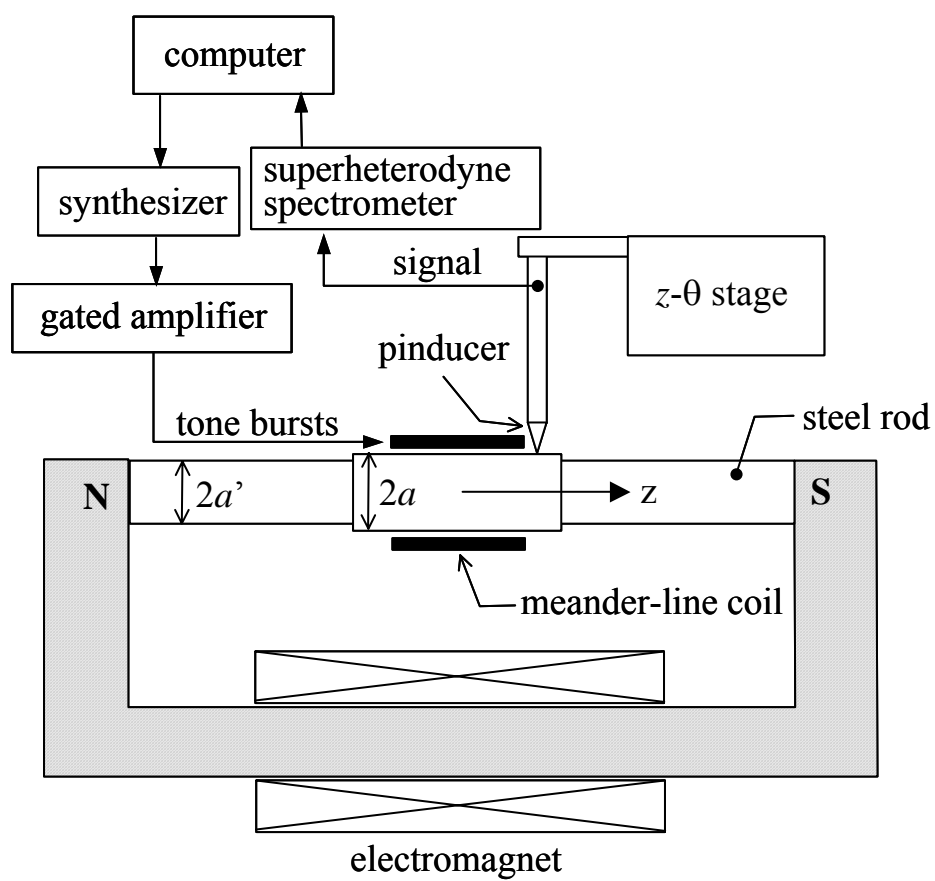 computer
superheterodyne
spectrometer
synthesizer
signal
z-θ stage
gated amplifier
pinducer
tone bursts
steel rod
N
2a’
2a
z
S
meander-line coil
electromagnet